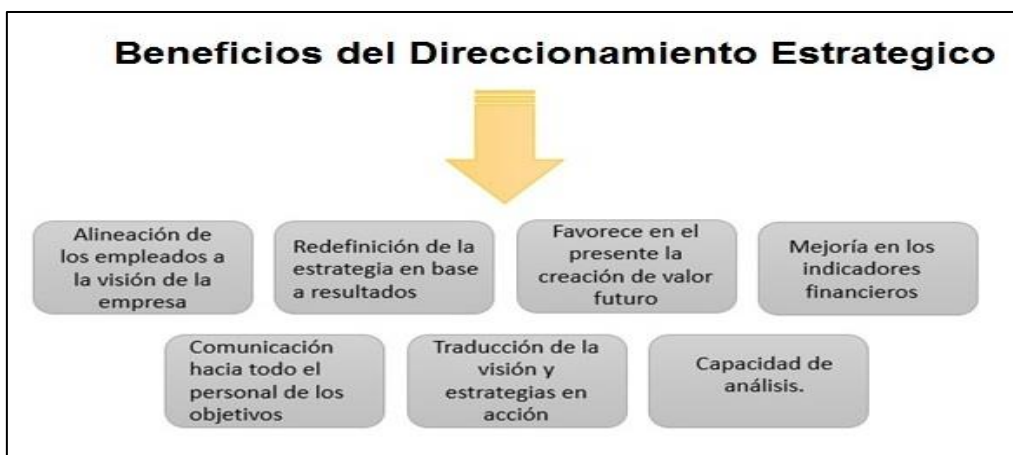 Beneficios del Direccionamiento Estrategico
Alineación de
los empleados a
la visión de la
empresa
Redefinición de la
estrategia en base
a resultados
Favorece en el
presente la
creación de valor
futuro
Mejoría en los
indicadores
financieros
Comunicación
hacia todo el
personal de los
objetivos
Traducción de la
visión y
estrategias en
acción
Capacidad de
análisis.